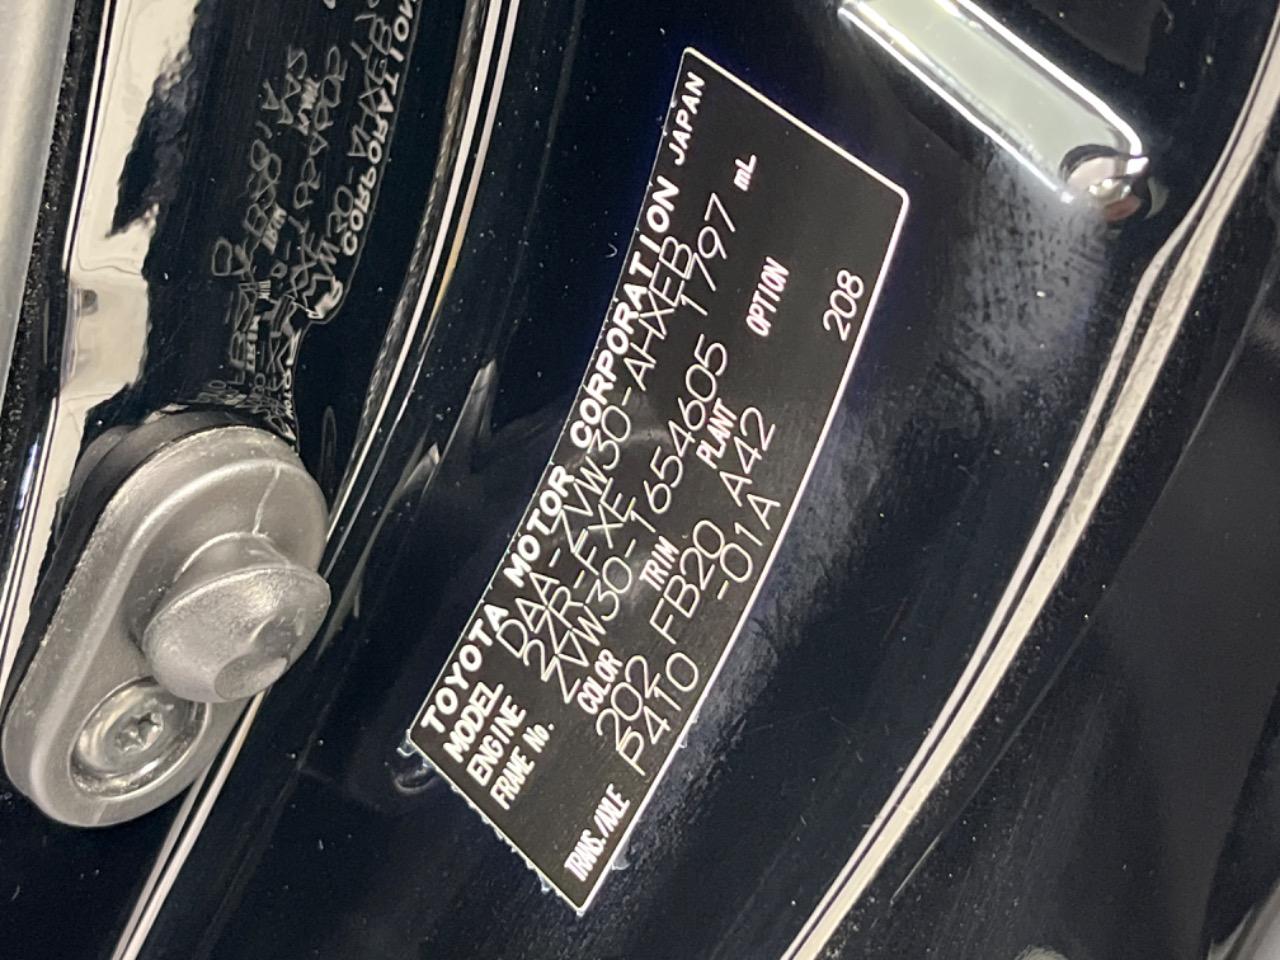 TOYOTA MOTOR CORPORATION JAPAN
MODEL DAA-ZVW30-AHXEB
ENGINE 2ZR-FXE 1797 mL
FRAME No. ZVW30-1654605
COLOR TRIM PLANT OPTION
202 FB20 A42 208
TRANS./AXLE P410 -01A